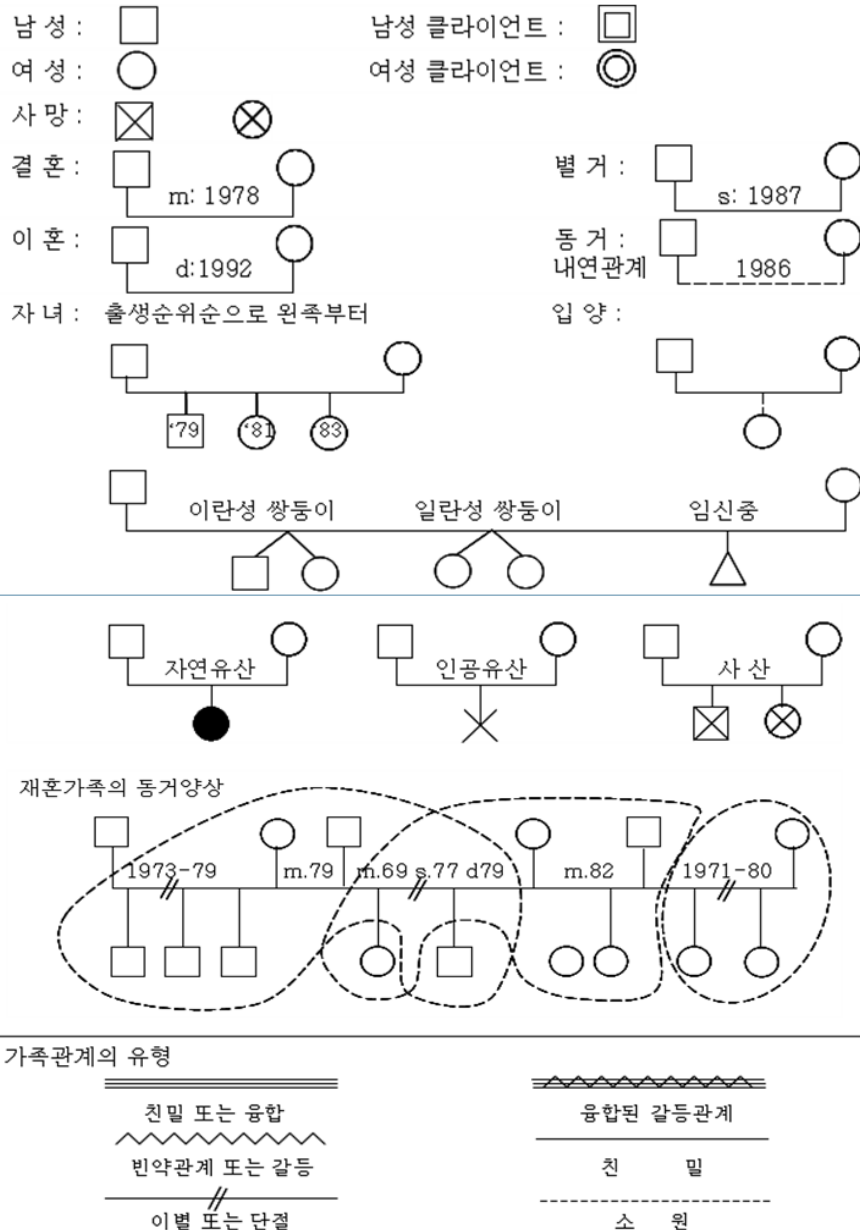 남 성 : 남성 클라이언트 :
여 성 : 여성 클라이언트 :
사 망 :
결 혼 : m: 1978 별 거 : s: 1987
이 혼 : d:1992 동 거 : 1986
내연관계
자 녀 : 출생순위순으로 왼쪽부터 입 양 :
'79 '81 '83
이란성 쌍둥이 일란성 쌍둥이 임신중
자연유산 인공유산 사 산
재혼가족의 동거양상
1973-79 m.79 m.69 s.77 d79 m.82 1971-80
가족관계의 유형
친밀 또는 융합 융합된 갈등관계
빈약관계 또는 갈등 친 밀
이별 또는 단절 소 원